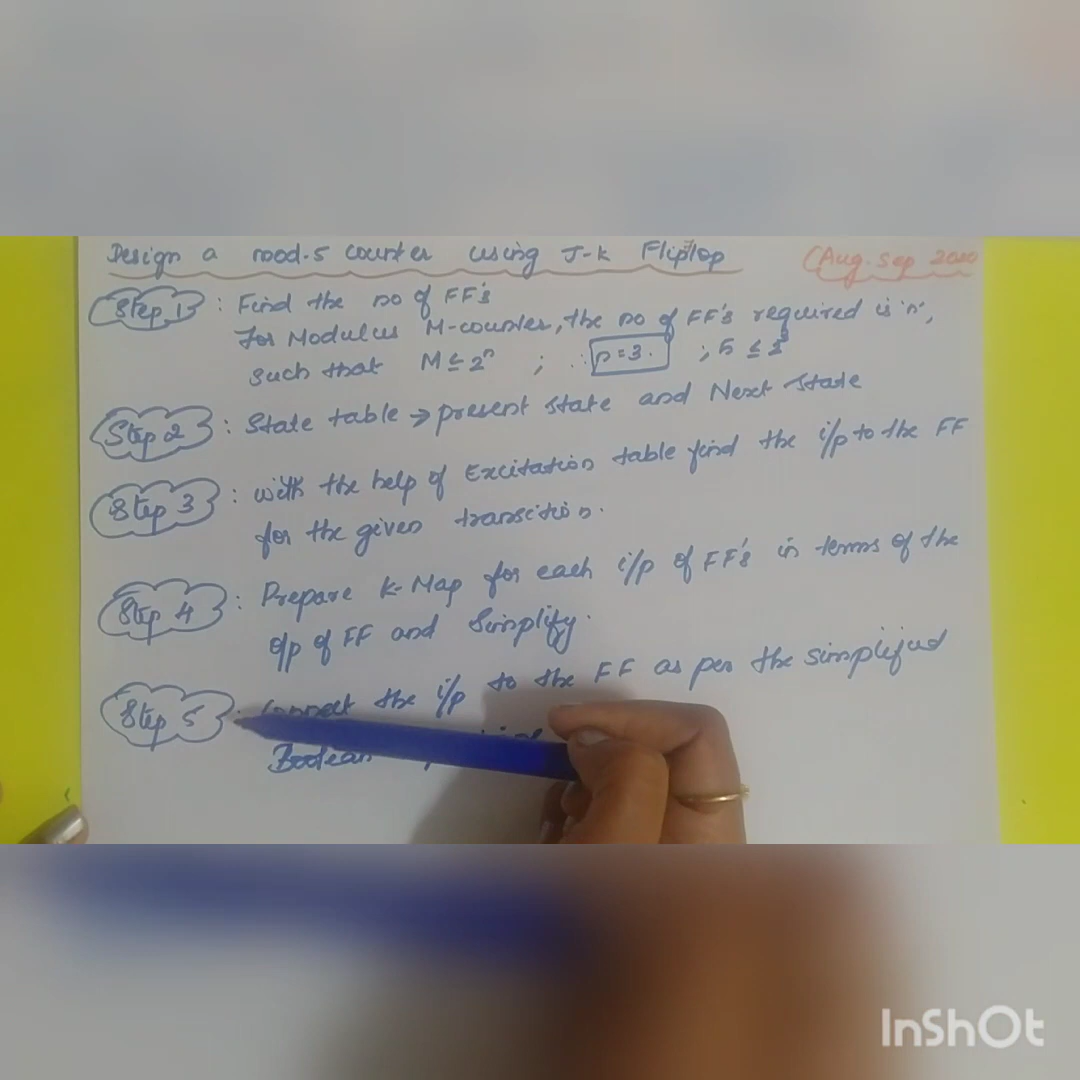 Design a mod-5 counter using J-K Flipflop (Aug. Sep 2020
Step 1 : Find the no of FF's
For Modulus M-counter, the no of FF's required is 'n',
such that M ≤ 2ⁿ ; ∴ n = 3. ; 5 ≤ 2³
Step 2 : State table → present state and Next state
Step 3 : with the help of Excitation table find the i/p to the FF
for the given transition.
Step 4 : Prepare K-Map for each i/p of FF's in terms of the
o/p of FF and Simplify.
Step 5 : Connect the i/p to the FF as per the simplified
Boolean
InShOt